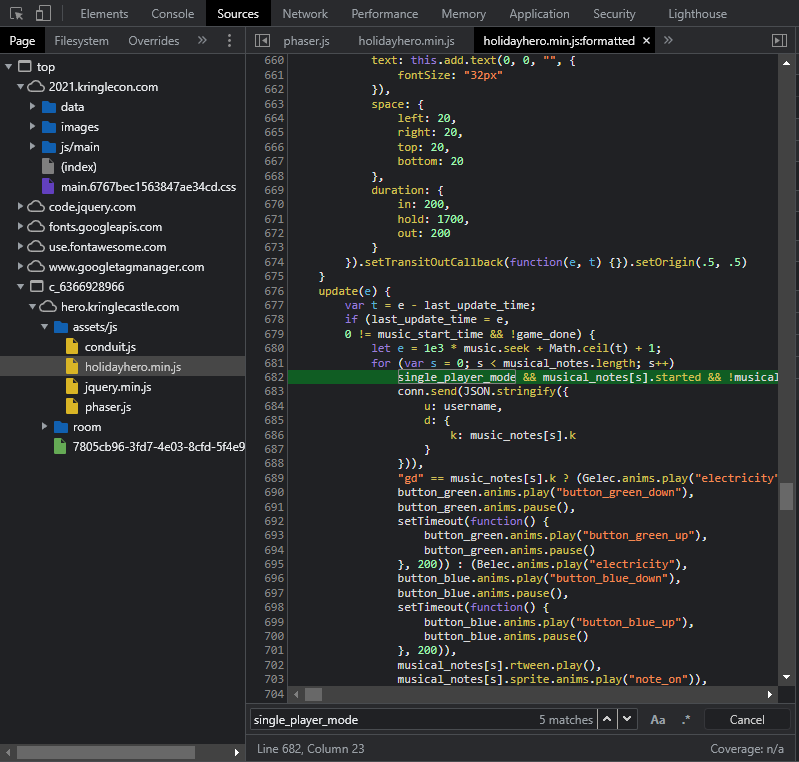 Elements Console Sources Network Performance Memory Application Security Lighthouse
Page Filesystem Overrides » phaser.js holidayhero.min.js holidayhero.min.js:formatted × »
top
2021.kringlecon.com
data
images
js/main
(index)
main.6767bec1563847ae34cd.css
code.jquery.com
fonts.googleapis.com
use.fontawesome.com
www.googletagmanager.com
c_6366928966
hero.kringlecastle.com
assets/js
conduit.js
holidayhero.min.js
jquery.min.js
phaser.js
room
7805cb96-3fd7-4e03-8cfd-5f4e9
660 text: this.add.text(0, 0, "", {
661 fontSize: "32px"
662 }),
663 space: {
664 left: 20,
665 right: 20,
666 top: 20,
667 bottom: 20
668 },
669 duration: {
670 in: 200,
671 hold: 1700,
672 out: 200
673 }
674 }).setTransitOutCallback(function(e, t) {}).setOrigin(.5, .5)
675 }
676 update(e) {
677 var t = e - last_update_time;
678 if (last_update_time = e,
679 0 != music_start_time && !game_done) {
680 let e = 1e3 * music.seek + Math.ceil(t) + 1;
681 for (var s = 0; s < musical_notes.length; s++)
682 single_player_mode && musical_notes[s].started && !musical
683 conn.send(JSON.stringify({
684 u: username,
685 d: {
686 k: music_notes[s].k
687 }
688 })),
689 "gd" == music_notes[s].k ? (Gelec.anims.play("electricity"
690 button_green.anims.play("button_green_down"),
691 button_green.anims.pause(),
692 setTimeout(function() {
693 button_green.anims.play("button_green_up"),
694 button_green.anims.pause()
695 }, 200)) : (Belec.anims.play("electricity"),
696 button_blue.anims.play("button_blue_down"),
697 button_blue.anims.pause(),
698 setTimeout(function() {
699 button_blue.anims.play("button_blue_up"),
700 button_blue.anims.pause()
701 }, 200)),
702 musical_notes[s].rtween.play(),
703 musical_notes[s].sprite.anims.play("note_on")),
704
single_player_mode 5 matches Aa .* Cancel
Line 682, Column 23 Coverage: n/a